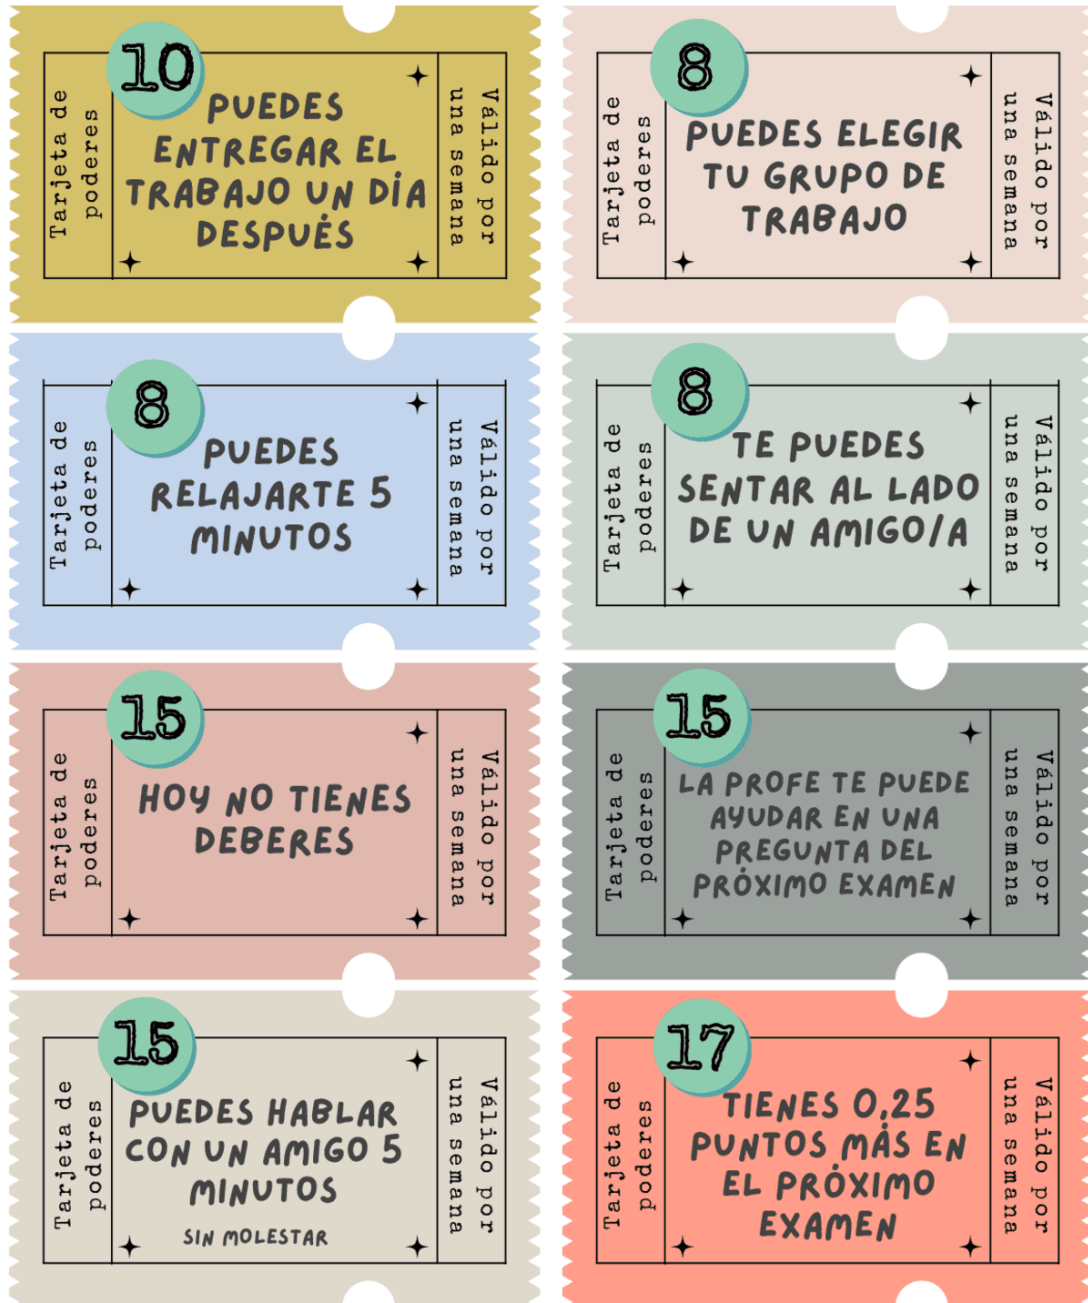 10
Tarjeta de
poderes
PUEDES
ENTREGAR EL
TRABAJO UN DÍA
DESPUÉS
Válido por
una semana
8
Tarjeta de
poderes
PUEDES ELEGIR
TU GRUPO DE
TRABAJO
Válido por
una semana
8
Tarjeta de
poderes
PUEDES
RELAJARTE 5
MINUTOS
Válido por
una semana
8
Tarjeta de
poderes
TE PUEDES
SENTAR AL LADO
DE UN AMIGO/A
Válido por
una semana
15
Tarjeta de
poderes
HOY NO TIENES
DEBERES
Válido por
una semana
15
Tarjeta de
poderes
LA PROFE TE PUEDE
AYUDAR EN UNA
PREGUNTA DEL
PRÓXIMO EXAMEN
Válido por
una semana
15
Tarjeta de
poderes
PUEDES HABLAR
CON UN AMIGO 5
MINUTOS
SIN MOLESTAR
Válido por
una semana
17
Tarjeta de
poderes
TIENES 0,25
PUNTOS MÁS EN
EL PRÓXIMO
EXAMEN
Válido por
una semana